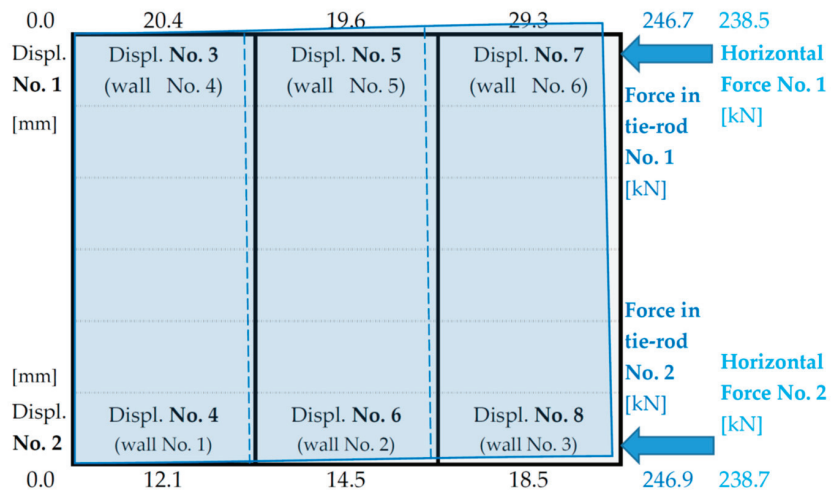 0.0 20.4 19.6 29.3 246.7 238.5
Displ. No. 1 [mm]
Displ. No. 3 (wall No. 4)
Displ. No. 5 (wall No. 5)
Displ. No. 7 (wall No. 6)
Force in tie-rod No. 1 [kN]
Horizontal Force No. 1 [kN]
[mm] Displ. No. 2
Displ. No. 4 (wall No. 1)
Displ. No. 6 (wall No. 2)
Displ. No. 8 (wall No. 3)
Force in tie-rod No. 2 [kN]
Horizontal Force No. 2 [kN]
0.0 12.1 14.5 18.5 246.9 238.7